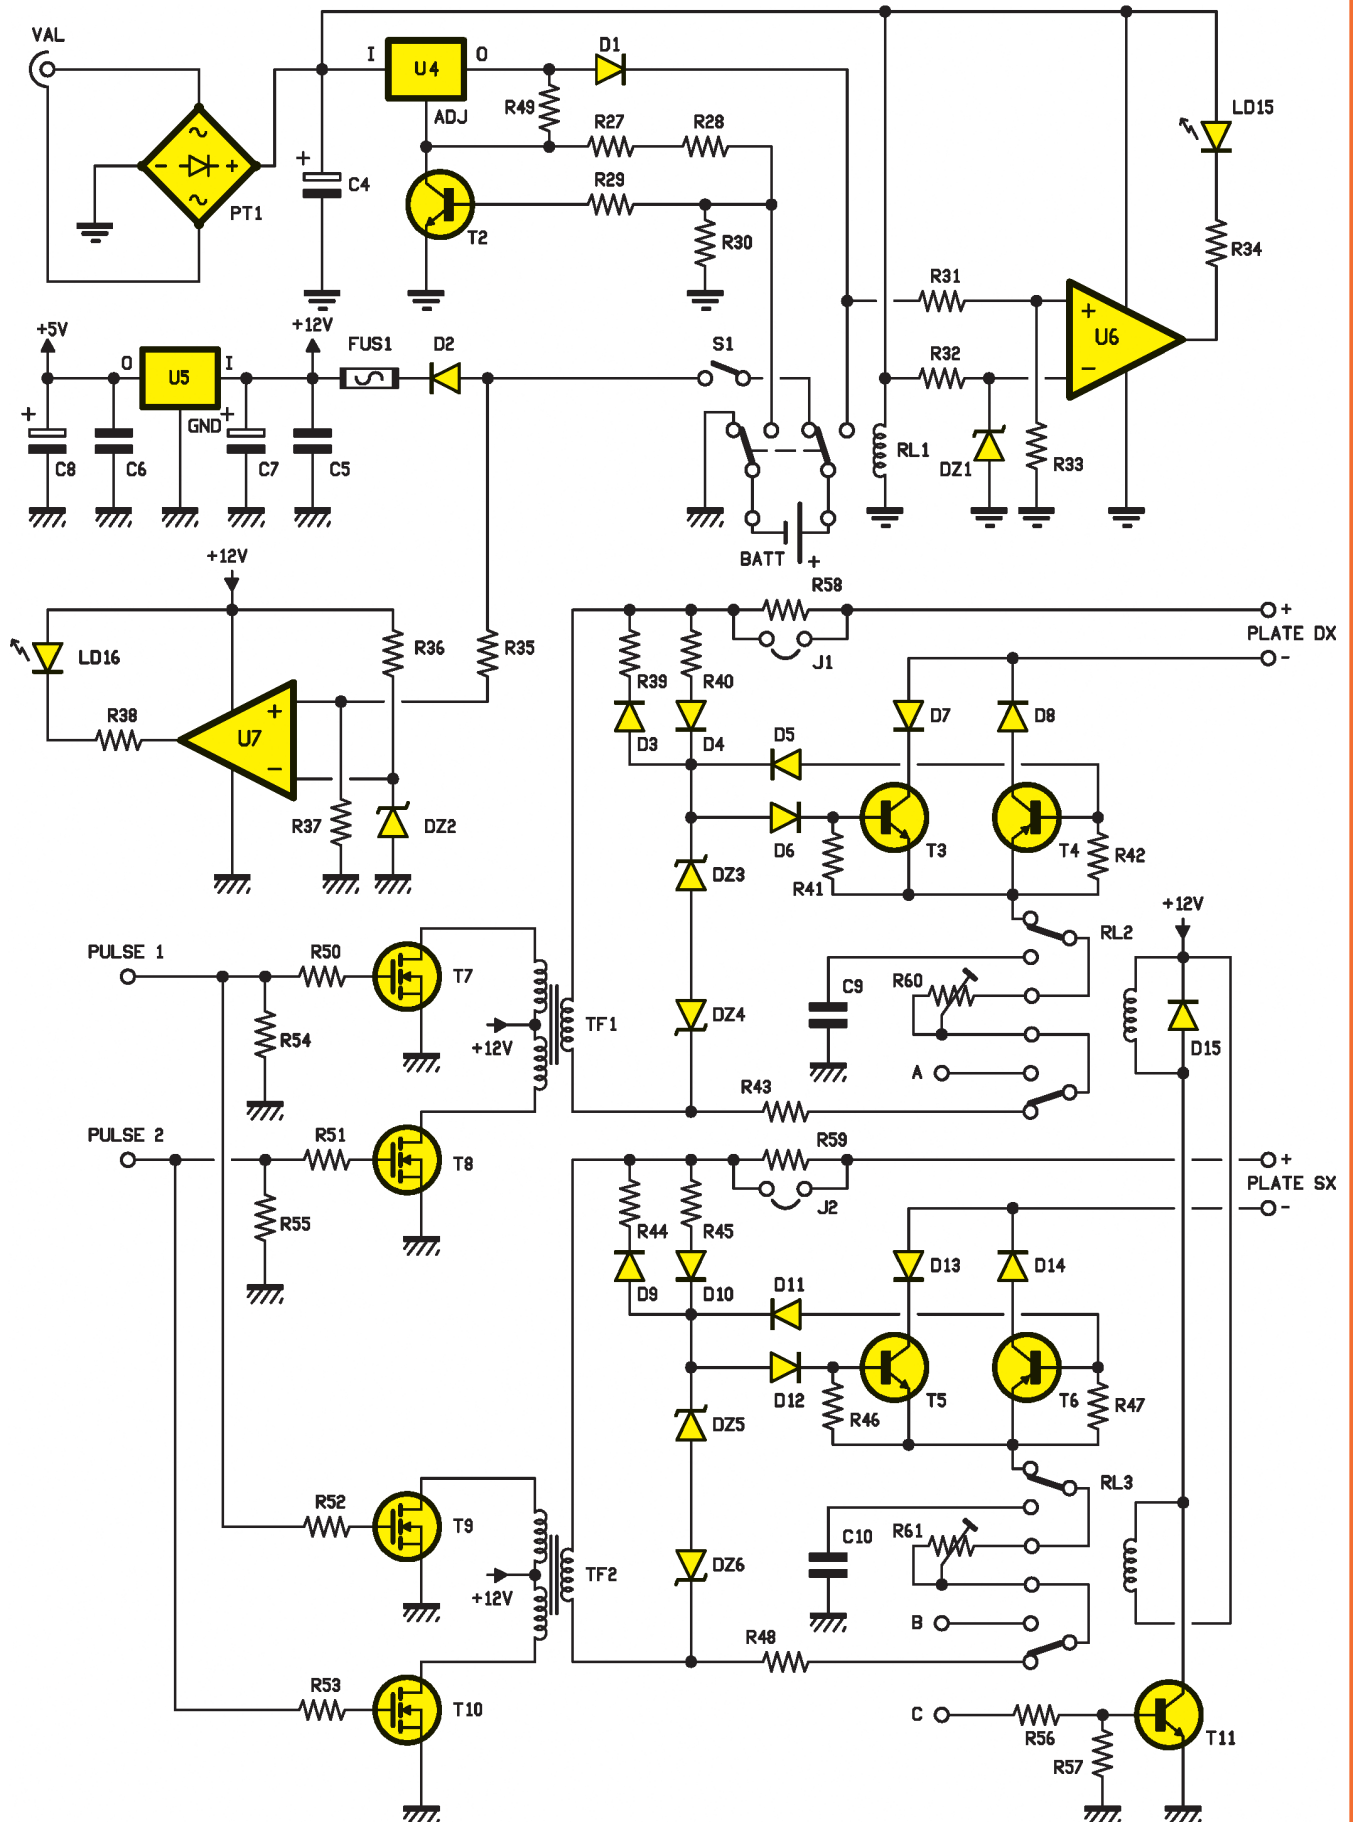 VAL
I
U4
O
D1
ADJ
R49
R27
R28
LD15
+
C4
PT1
- +
R29
T2
R30
R34
R31
+
U6
R32
-
+5V
+12V
FUS1
D2
S1
O
U5
I
GND
+
+
C8
C6
C7
C5
RL1
DZ1
R33
BATT
+
+12V
R58
+
PLATE DX
-
J1
LD16
R36
R35
R39
R40
R38
+
U7
-
D3
D4
D5
D7
D8
R37
DZ2
D6
T3
T4
R42
R41
DZ3
PULSE 1
R50
T7
RL2
+12V
C9
R60
R54
+12V
TF1
DZ4
D15
A
R43
PULSE 2
R51
T8
R59
+
PLATE SX
-
J2
R55
R44
R45
D9
D10
D11
D13
D14
D12
T5
T6
R47
R46
DZ5
RL3
R52
T9
C10
R61
+12V
TF2
DZ6
B
R48
R53
T10
C
R56
T11
R57